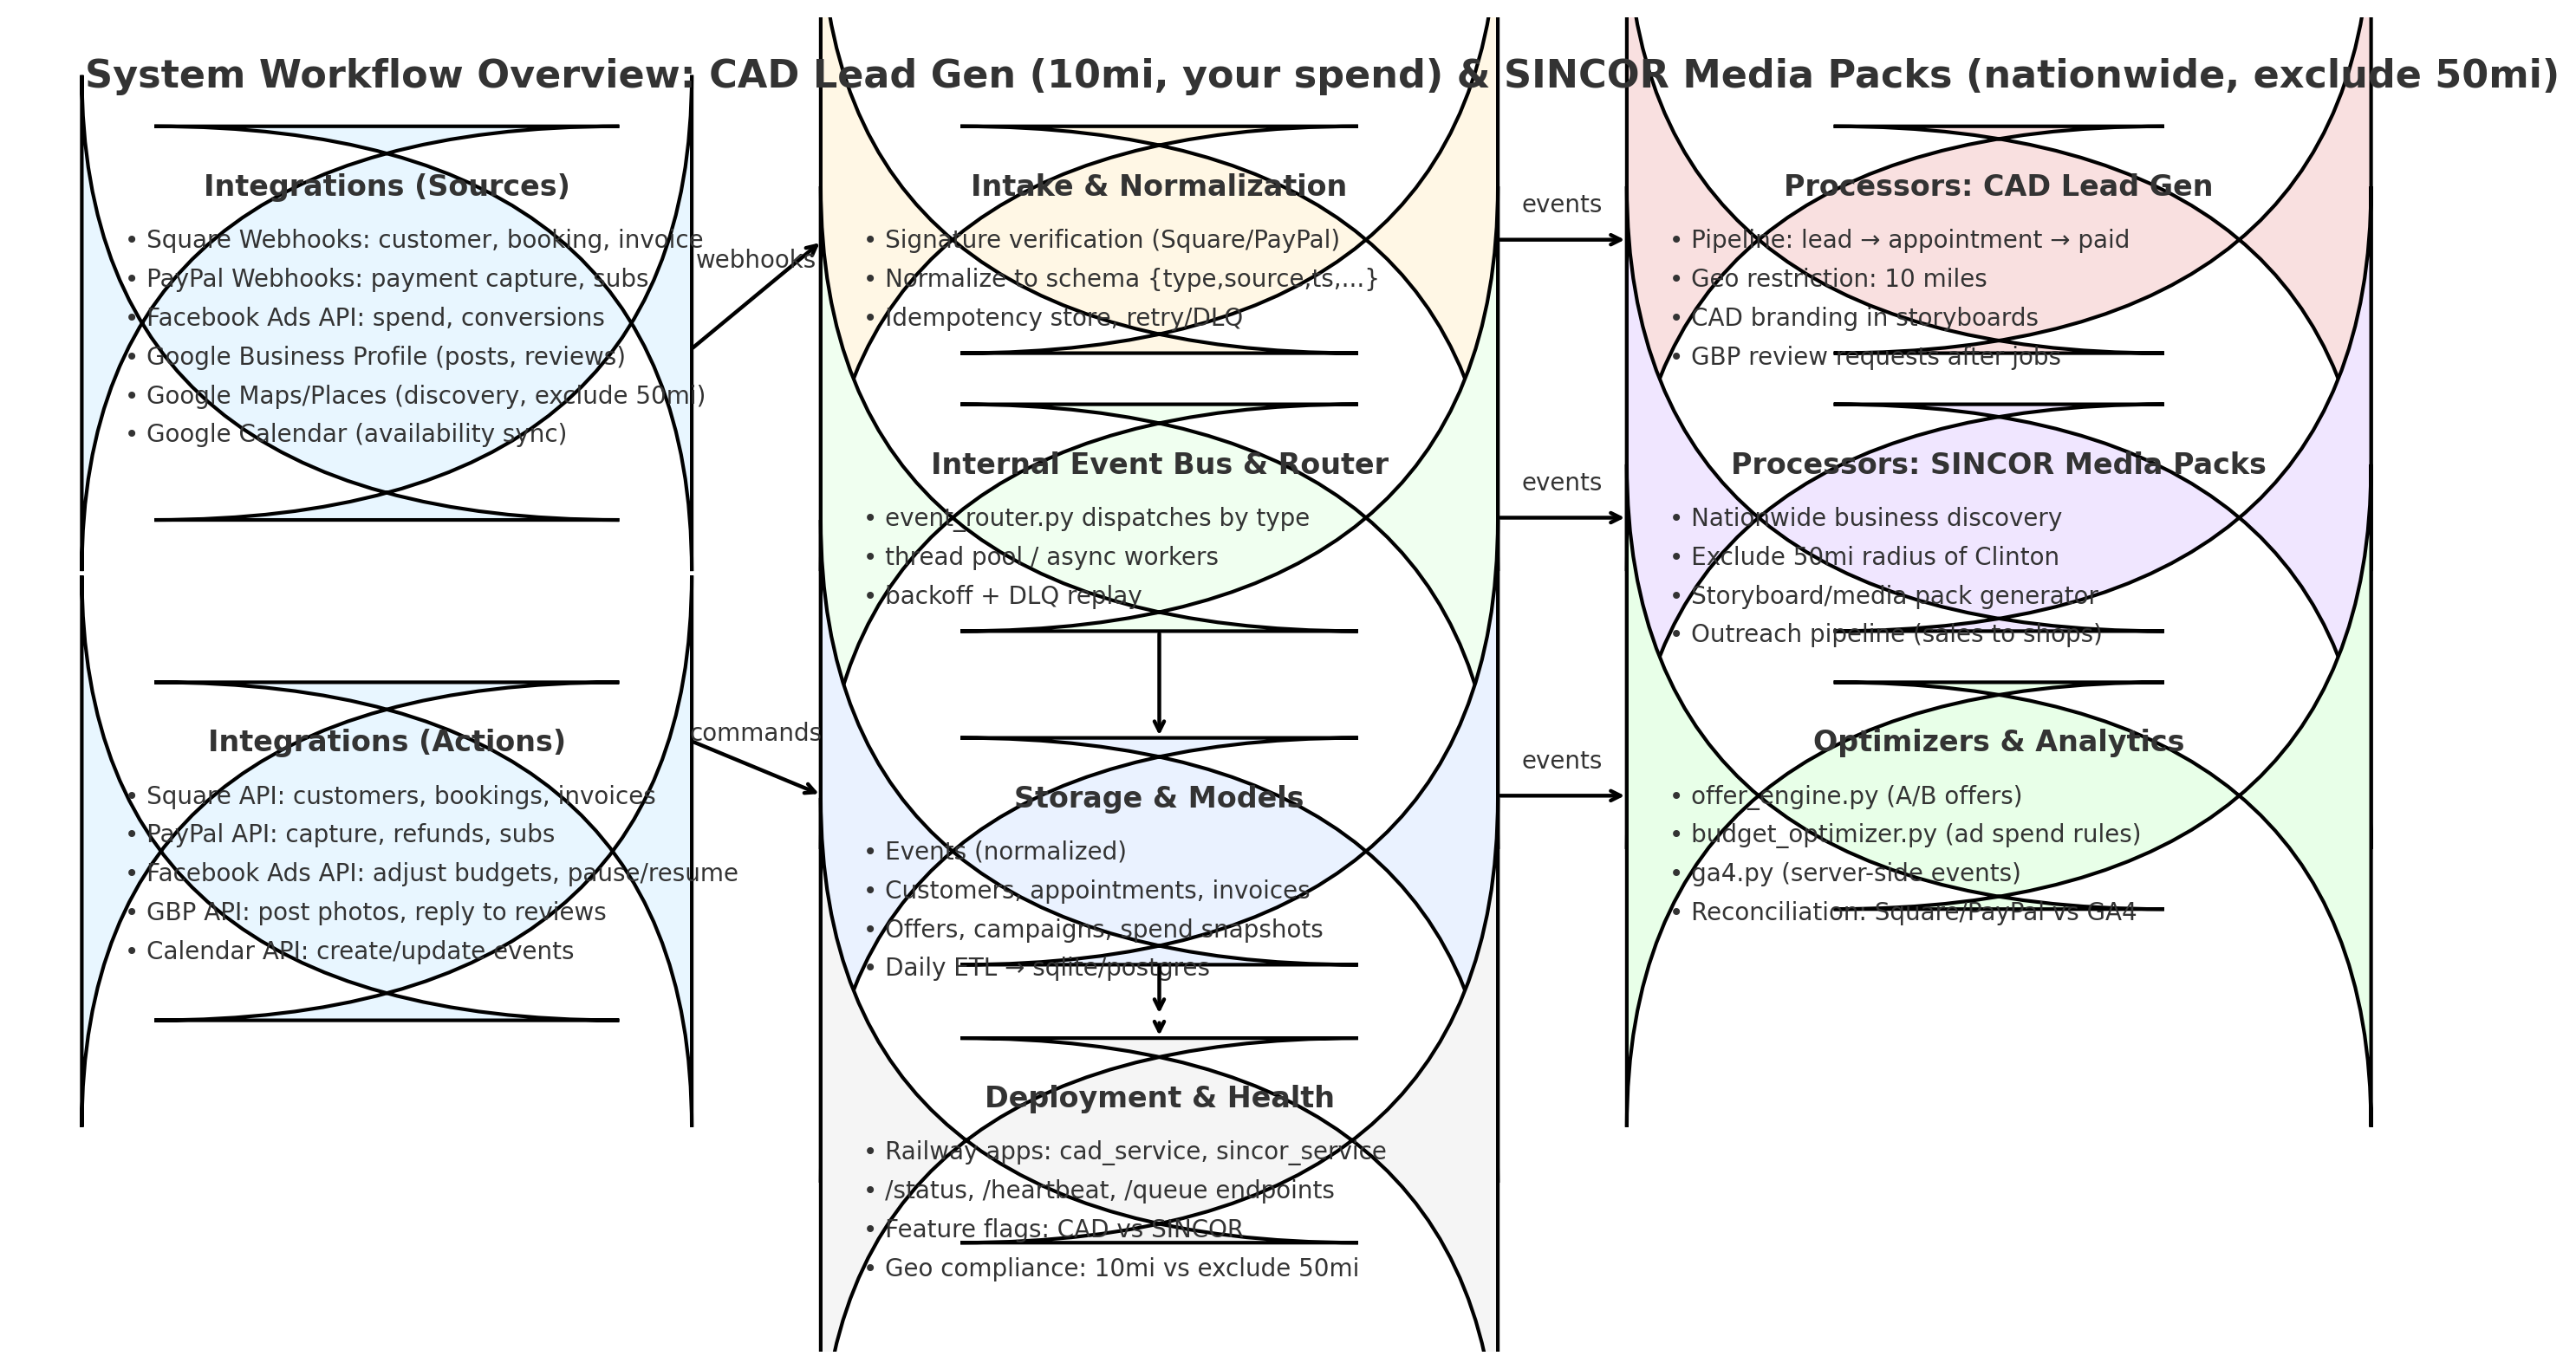 System Workflow Overview: CAD Lead Gen (10mi, your spend) & SINCOR Media Packs (nationwide, exclude 50mi)
Integrations (Sources)
• Square Webhooks: customer, booking, invoice
• PayPal Webhooks: payment capture, subs
• Facebook Ads API: spend, conversions
• Google Business Profile (posts, reviews)
• Google Maps/Places (discovery, exclude 50mi)
• Google Calendar (availability sync)
webhooks
Integrations (Actions)
• Square API: customers, bookings, invoices
• PayPal API: capture, refunds, subs
• Facebook Ads API: adjust budgets, pause/resume
• GBP API: post photos, reply to reviews
• Calendar API: create/update events
commands
Intake & Normalization
• Signature verification (Square/PayPal)
• Normalize to schema {type,source,ts,...}
• Idempotency store, retry/DLQ
events
Internal Event Bus & Router
• event_router.py dispatches by type
• thread pool / async workers
• backoff + DLQ replay
events
Storage & Models
• Events (normalized)
• Customers, appointments, invoices
• Offers, campaigns, spend snapshots
• Daily ETL → sqlite/postgres
events
Deployment & Health
• Railway apps: cad_service, sincor_service
• /status, /heartbeat, /queue endpoints
• Feature flags: CAD vs SINCOR
• Geo compliance: 10mi vs exclude 50mi
Processors: CAD Lead Gen
• Pipeline: lead → appointment → paid
• Geo restriction: 10 miles
• CAD branding in storyboards
• GBP review requests after jobs
Processors: SINCOR Media Packs
• Nationwide business discovery
• Exclude 50mi radius of Clinton
• Storyboard/media pack generator
• Outreach pipeline (sales to shops)
Optimizers & Analytics
• offer_engine.py (A/B offers)
• budget_optimizer.py (ad spend rules)
• ga4.py (server-side events)
• Reconciliation: Square/PayPal vs GA4